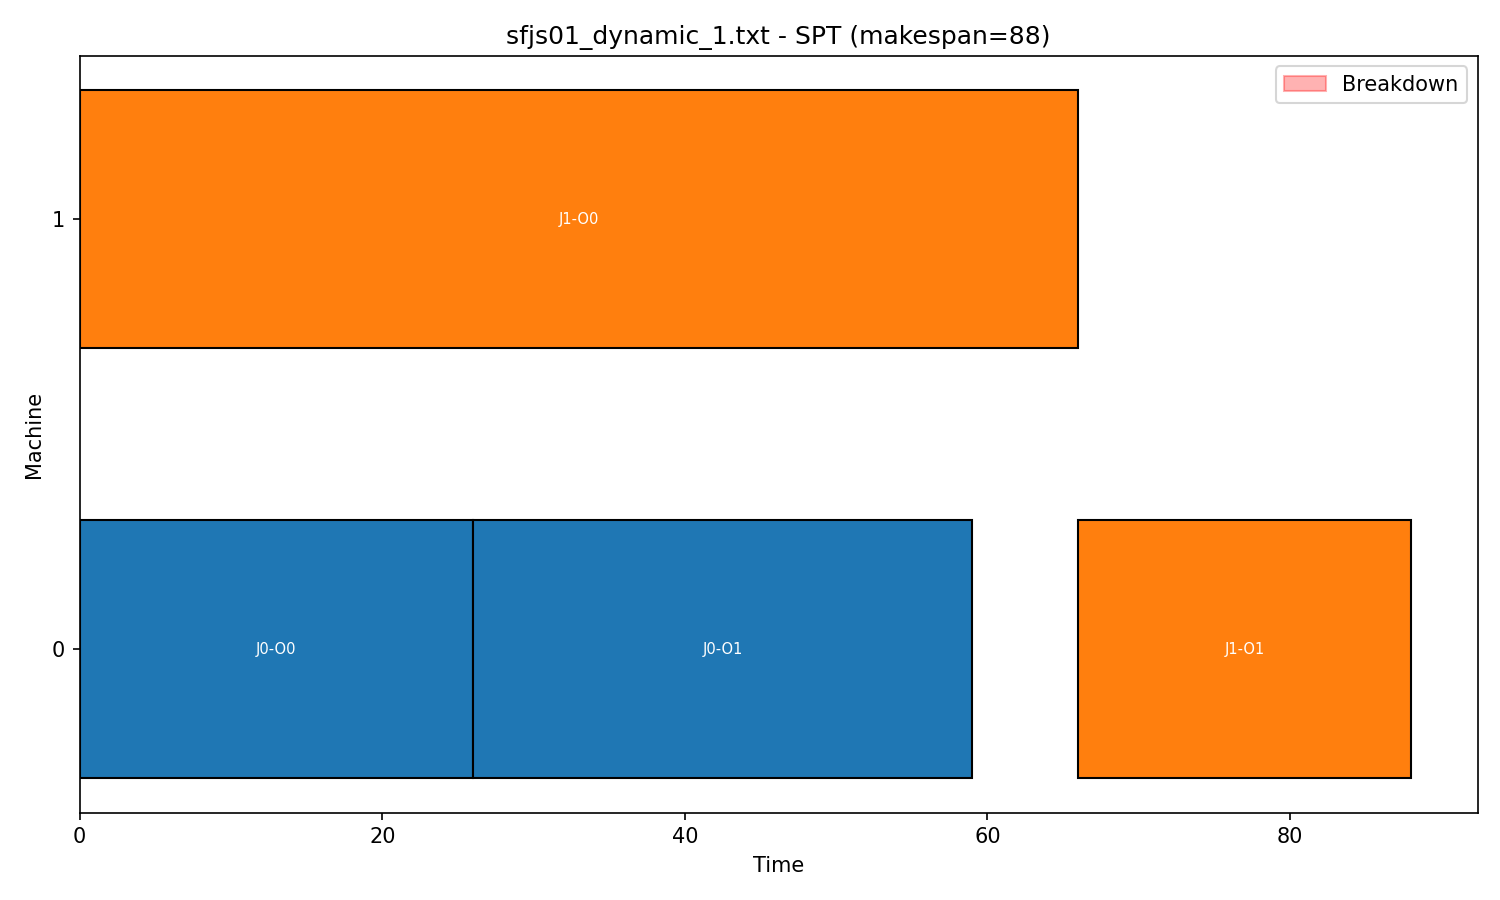 sfjs01_dynamic_1.txt - SPT (makespan=88)
Breakdown
J1-O0
1
Machine
0
J0-O0
J0-O1
J1-O1
0 20 40 60 80
Time